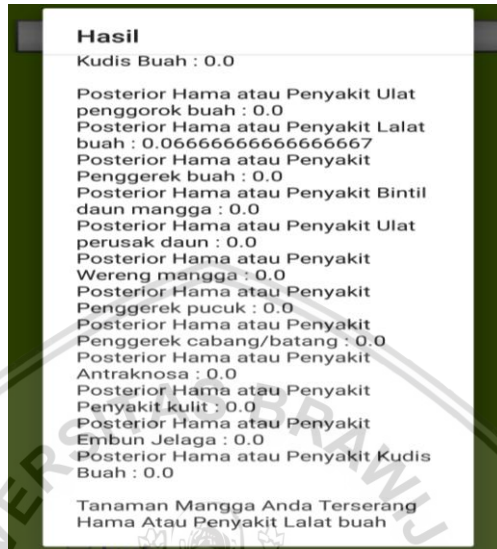 Hasil
Kudis Buah : 0.0
Posterior Hama atau Penyakit Ulat
penggorok buah : 0.0
Posterior Hama atau Penyakit Lalat
buah : 0.06666666666666667
Posterior Hama atau Penyakit
Penggerek buah : 0.0
Posterior Hama atau Penyakit Bintil
daun mangga : 0.0
Posterior Hama atau Penyakit Ulat
perusak daun : 0.0
Posterior Hama atau Penyakit
Wereng mangga : 0.0
Posterior Hama atau Penyakit
Penggerek pucuk : 0.0
Posterior Hama atau Penyakit
Penggerek cabang/batang : 0.0
Posterior Hama atau Penyakit
Antraknosa : 0.0
Posterior Hama atau Penyakit
Penyakit kulit : 0.0
Posterior Hama atau Penyakit
Embun Jelaga : 0.0
Posterior Hama atau Penyakit Kudis
Buah : 0.0
Tanaman Mangga Anda Terserang
Hama Atau Penyakit Lalat buah
ERSITAS BRAWIJ